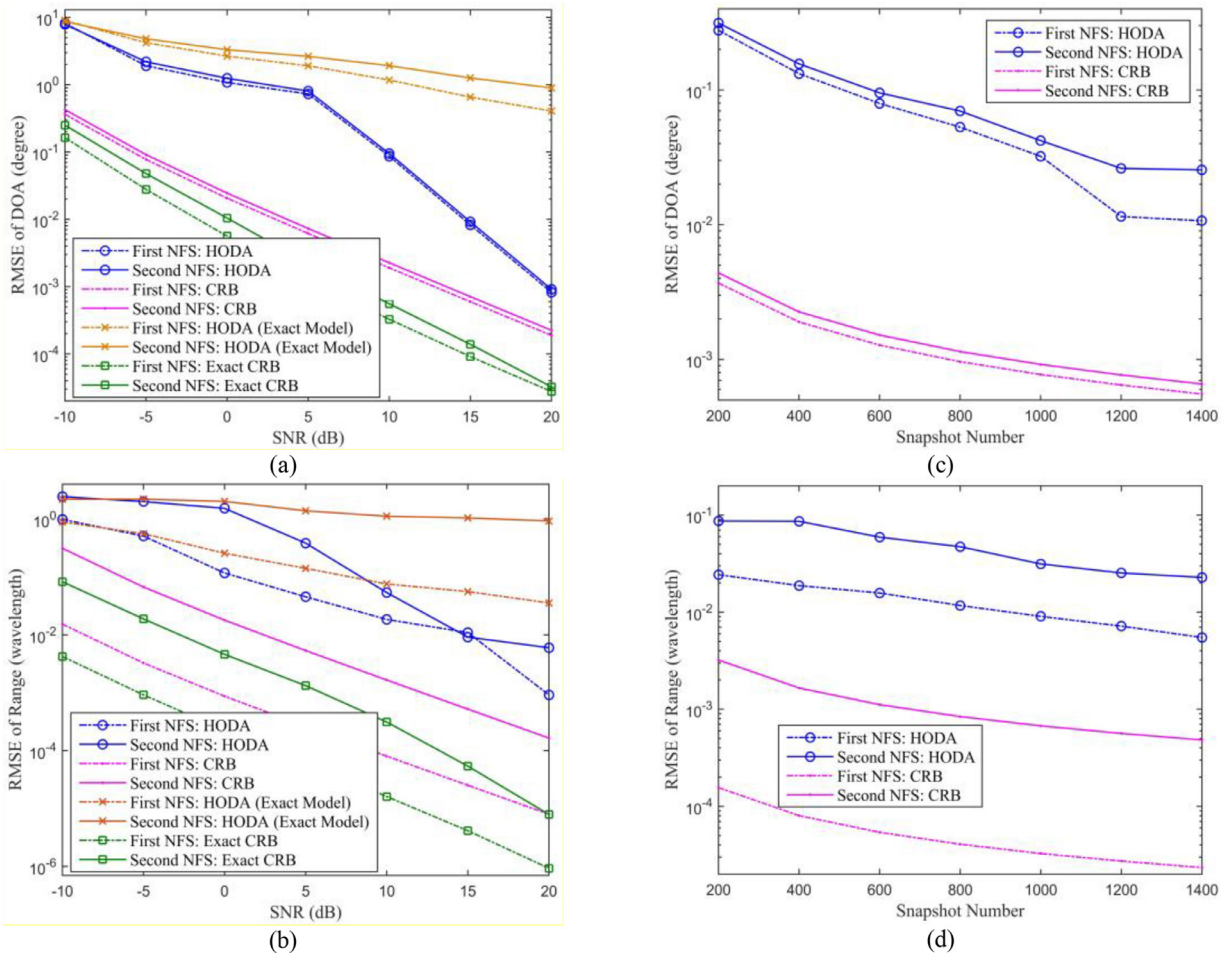 10^1
10^0
10^-1
10^-2
10^-3
10^-4
RMSE of DOA (degree)
First NFS: HODA
Second NFS: HODA
First NFS: CRB
Second NFS: CRB
First NFS: HODA (Exact Model)
Second NFS: HODA (Exact Model)
First NFS: Exact CRB
Second NFS: Exact CRB
-10 -5 0 5 10 15 20
SNR (dB)
(a)
First NFS: HODA
Second NFS: HODA
First NFS: CRB
Second NFS: CRB
10^-1
10^-2
10^-3
RMSE of DOA (degree)
200 400 600 800 1000 1200 1400
Snapshot Number
(c)
10^0
10^-2
10^-4
10^-6
RMSE of Range (wavelength)
First NFS: HODA
Second NFS: HODA
First NFS: CRB
Second NFS: CRB
First NFS: HODA (Exact Model)
Second NFS: HODA (Exact Model)
First NFS: Exact CRB
Second NFS: Exact CRB
-10 -5 0 5 10 15 20
SNR (dB)
(b)
10^-1
10^-2
10^-3
10^-4
RMSE of Range (wavelength)
First NFS: HODA
Second NFS: HODA
First NFS: CRB
Second NFS: CRB
200 400 600 800 1000 1200 1400
Snapshot Number
(d)